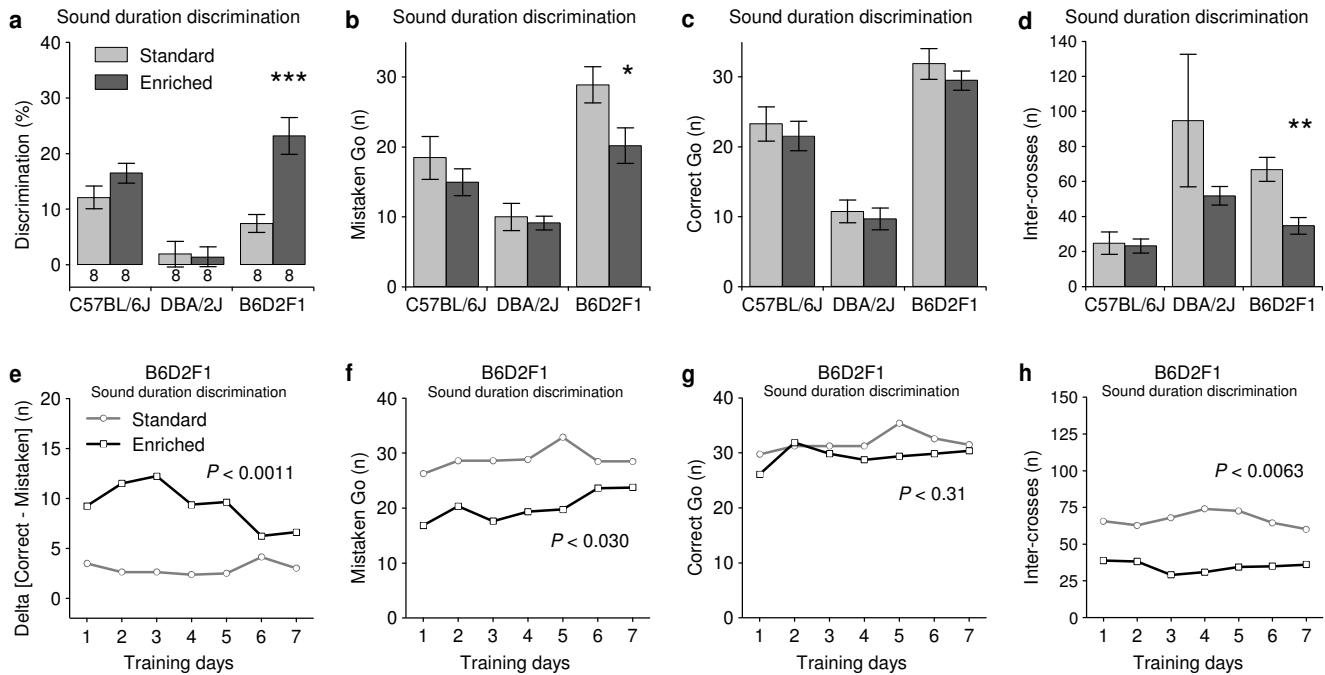 a
Sound duration discrimination
Discrimination (%)
40
30
20
10
0
Standard
Enriched
***
8 8 8 8 8 8
C57BL/6J DBA/2J B6D2F1
b
Sound duration discrimination
Mistaken Go (n)
30
20
10
0
*
C57BL/6J DBA/2J B6D2F1
c
Sound duration discrimination
Correct Go (n)
30
20
10
0
C57BL/6J DBA/2J B6D2F1
d
Sound duration discrimination
Inter-crosses (n)
140
120
100
80
60
40
20
0
**
C57BL/6J DBA/2J B6D2F1
e
B6D2F1
Sound duration discrimination
Delta [Correct - Mistaken] (n)
20
15
10
5
0
Standard
Enriched
P < 0.0011
1 2 3 4 5 6 7
Training days
f
B6D2F1
Sound duration discrimination
Mistaken Go (n)
40
30
20
10
0
P < 0.030
1 2 3 4 5 6 7
Training days
g
B6D2F1
Sound duration discrimination
Correct Go (n)
40
30
20
10
0
P < 0.31
1 2 3 4 5 6 7
Training days
h
B6D2F1
Sound duration discrimination
Inter-crosses (n)
150
125
100
75
50
25
0
P < 0.0063
1 2 3 4 5 6 7
Training days